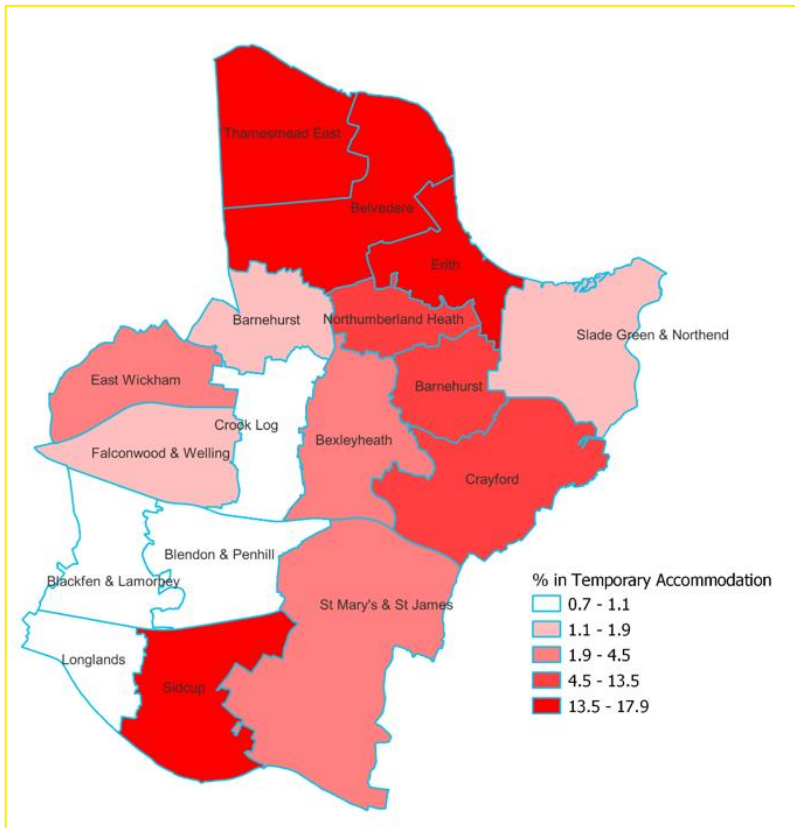 Thamesmead East
Belvedere
Erith
Barnehurst
Northumberland Heath
Slade Green & Northend
East Wickham
Barnehurst
Crook Log
Bexleyheath
Falconwood & Welling
Crayford
Blendon & Penhill
Blackfen & Lamorbey
St Mary's & St James
Longlands
Sidcup
% in Temporary Accommodation
0.7 - 1.1
1.1 - 1.9
1.9 - 4.5
4.5 - 13.5
13.5 - 17.9